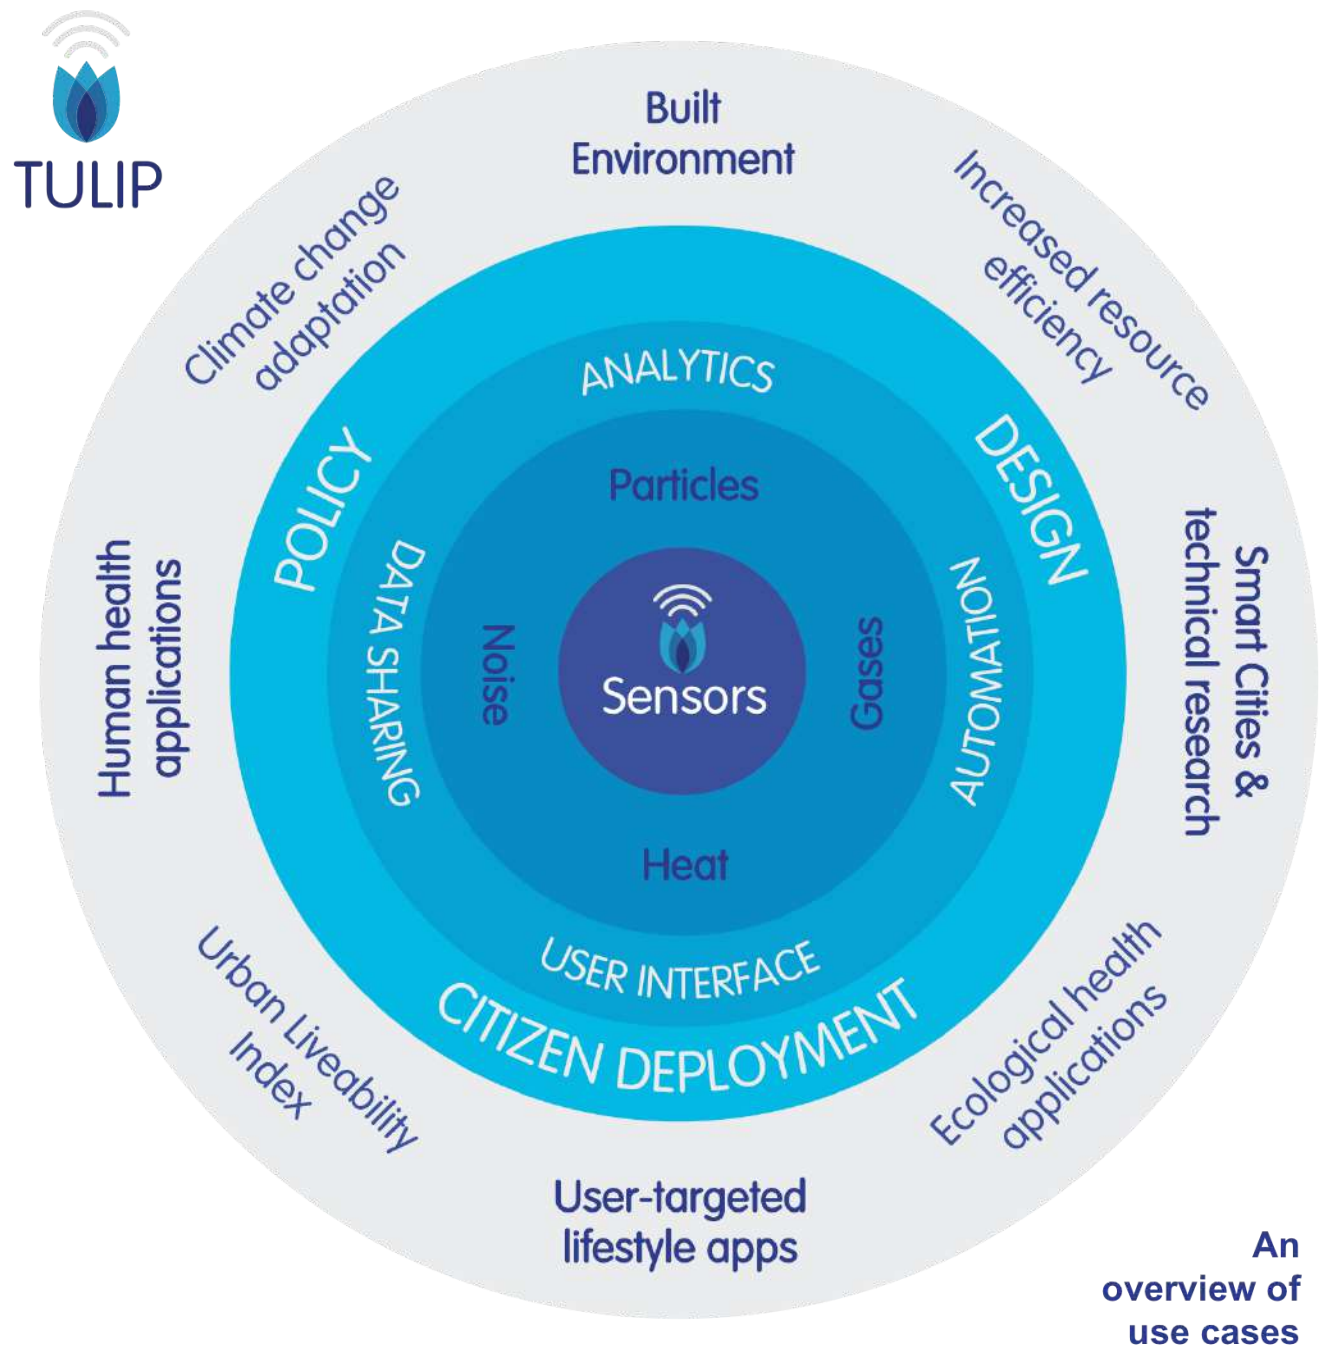 TULIP
Built
Environment
Increased resource
efficiency
Smart Cities &
technical research
Ecological health
applications
User-targeted
lifestyle apps
Urban Liveability
Index
Human health
applications
Climate change
adaptation
POLICY
DESIGN
CITIZEN DEPLOYMENT
ANALYTICS
AUTOMATION
USER INTERFACE
DATA SHARING
Particles
Gases
Heat
Noise
Sensors
An
overview of
use cases